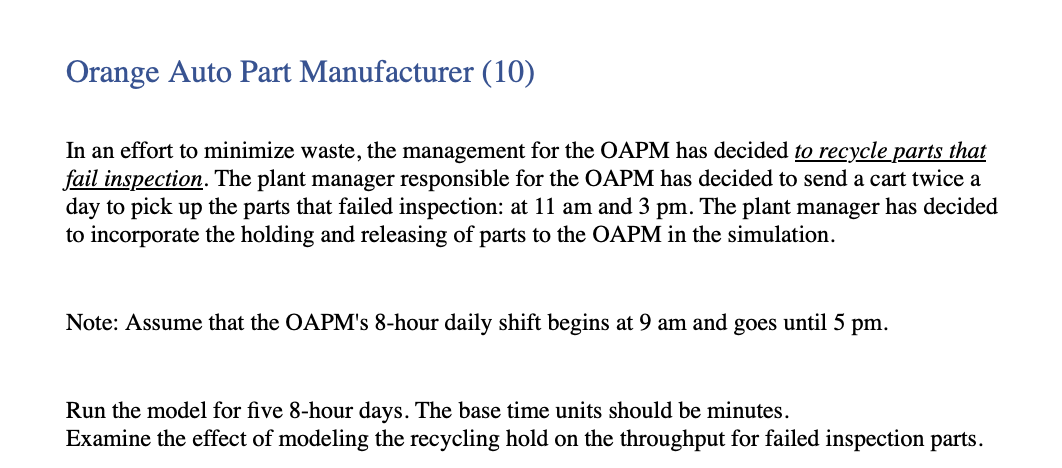 Orange Auto Part Manufacturer (10)
In an effort to minimize waste, the management for the OAPM has decided to recycle parts that
fail inspection. The plant manager responsible for the OAPM has decided to send a cart twice a
day to pick up the parts that failed inspection: at 11 am and 3 pm. The plant manager has decided
to incorporate the holding and releasing of parts to the OAPM in the simulation.
Note: Assume that the OAPM's 8-hour daily shift begins at 9 am and goes until 5 pm.
Run the model for five 8-hour days. The base time units should be minutes.
Examine the effect of modeling the recycling hold on the throughput for failed inspection parts.